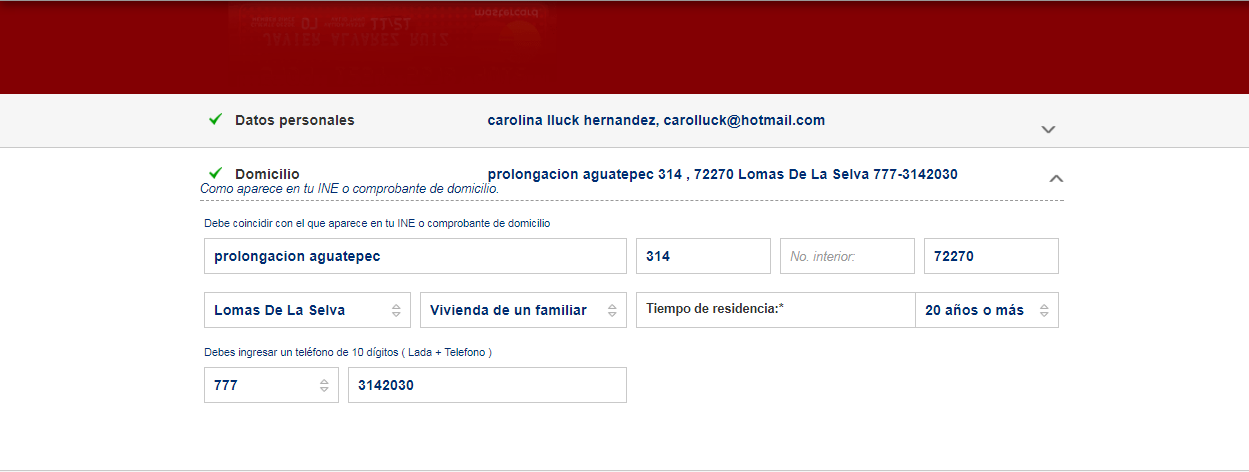 Datos personales carolina lluck hernandez, carolluck@hotmail.com
Domicilio prolongacion aguatepec 314 , 72270 Lomas De La Selva 777-3142030
Como aparece en tu INE o comprobante de domicilio.
Debe coincidir con el que aparece en tu INE o comprobante de domicilio
prolongacion aguatepec 314 No. interior: 72270
Lomas De La Selva Vivienda de un familiar Tiempo de residencia:* 20 años o más
Debes ingresar un teléfono de 10 dígitos ( Lada + Telefono )
777 3142030